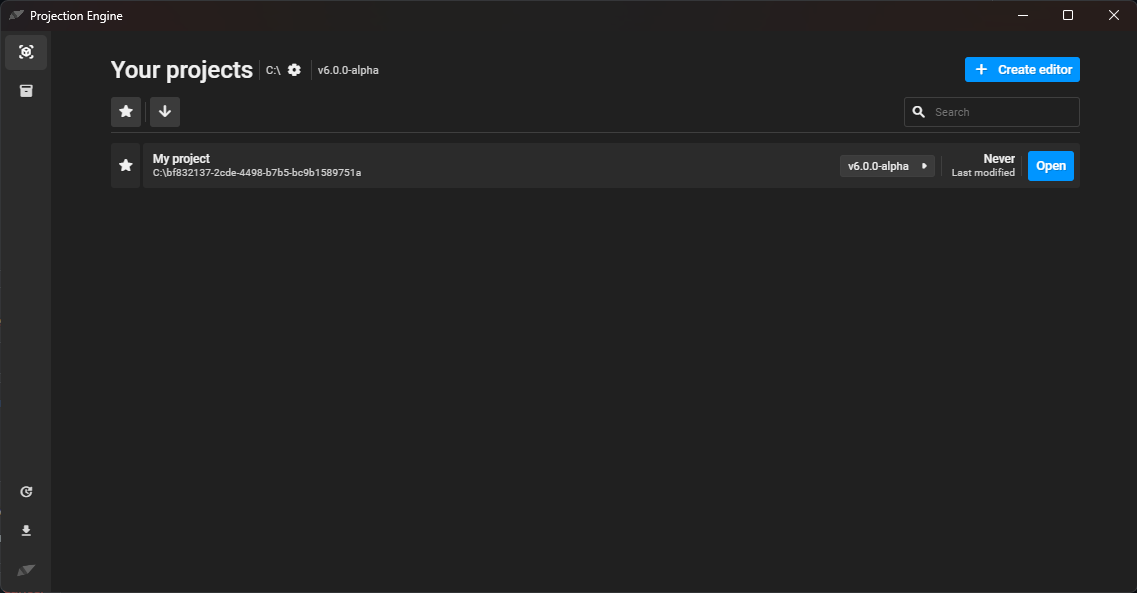 Projection Engine
Your projects C:\ v6.0.0-alpha
Create editor
Search
My project
C:\bf832137-2cde-4498-b7b5-bc9b1589751a
v6.0.0-alpha
Never
Last modified
Open